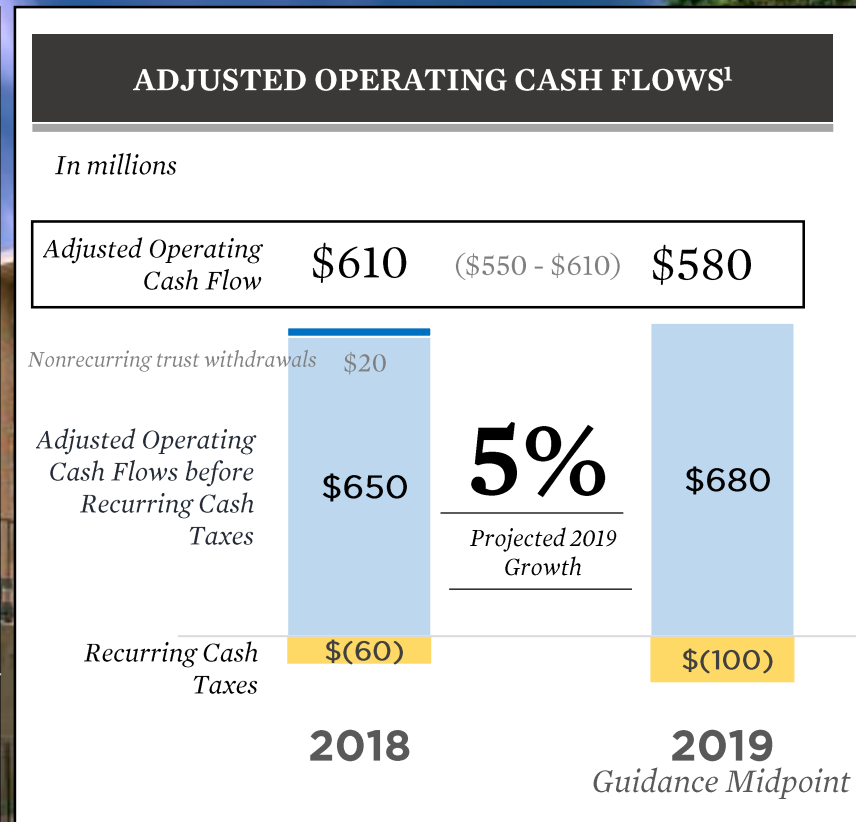 ADJUSTED OPERATING CASH FLOWS¹
In millions
Adjusted Operating
Cash Flow
$610
($550 - $610)
$580
Nonrecurring trust withdrawals
$20
Adjusted Operating
Cash Flows before
Recurring Cash
Taxes
$650
5%
Projected 2019
Growth
$680
Recurring Cash
Taxes
$(60)
$(100)
2018
2019
Guidance Midpoint